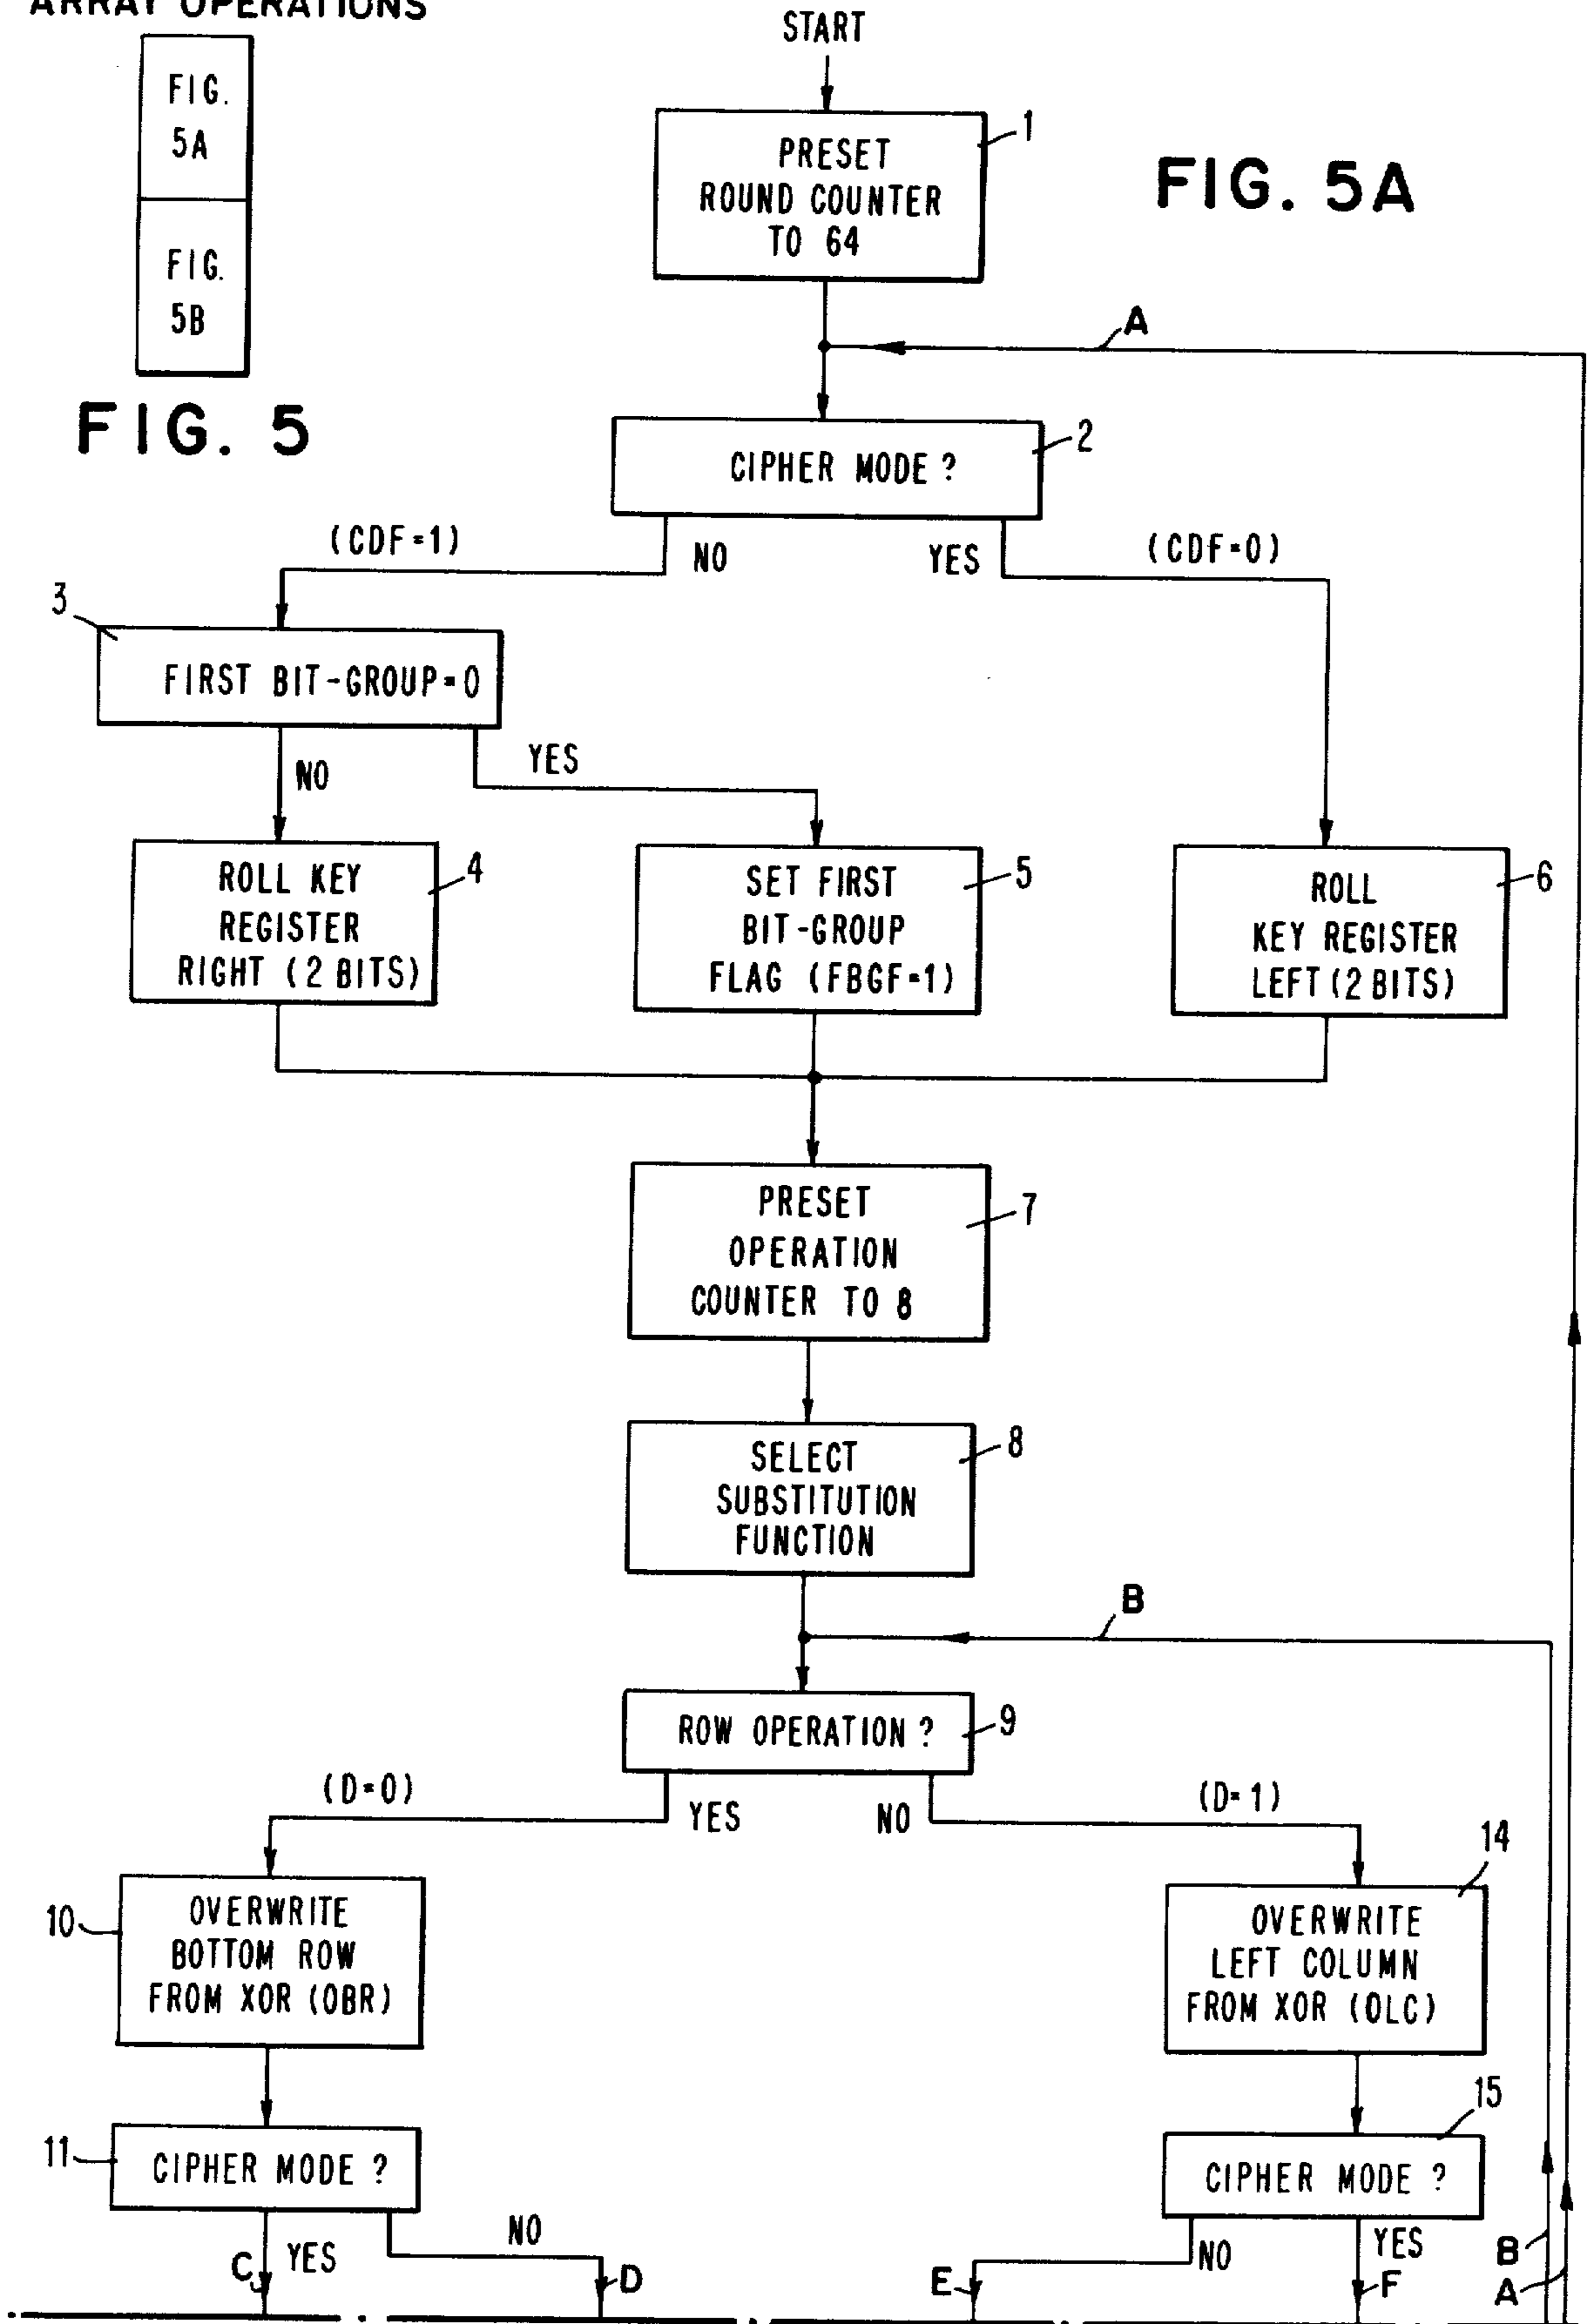 ARRAY OPERATIONS
FIG.
5A
FIG.
5B
FIG. 5
START
FIG. 5A
PRESET
ROUND COUNTER
TO 64
1
A
CIPHER MODE ?
2
(CDF=1)
NO
YES
(CDF=0)
3
FIRST BIT-GROUP=0
NO
YES
ROLL KEY
REGISTER
RIGHT (2 BITS)
4
SET FIRST
BIT-GROUP
FLAG (FBGF=1)
5
ROLL
KEY REGISTER
LEFT (2 BITS)
6
PRESET
OPERATION
COUNTER TO 8
7
SELECT
SUBSTITUTION
FUNCTION
8
B
ROW OPERATION ?
9
(D=0)
YES
NO
(D=1)
10
OVERWRITE
BOTTOM ROW
FROM XOR (OBR)
14
OVERWRITE
LEFT COLUMN
FROM XOR (OLC)
11
CIPHER MODE ?
15
CIPHER MODE ?
C
YES
NO
D
E
NO
YES
F
B
A